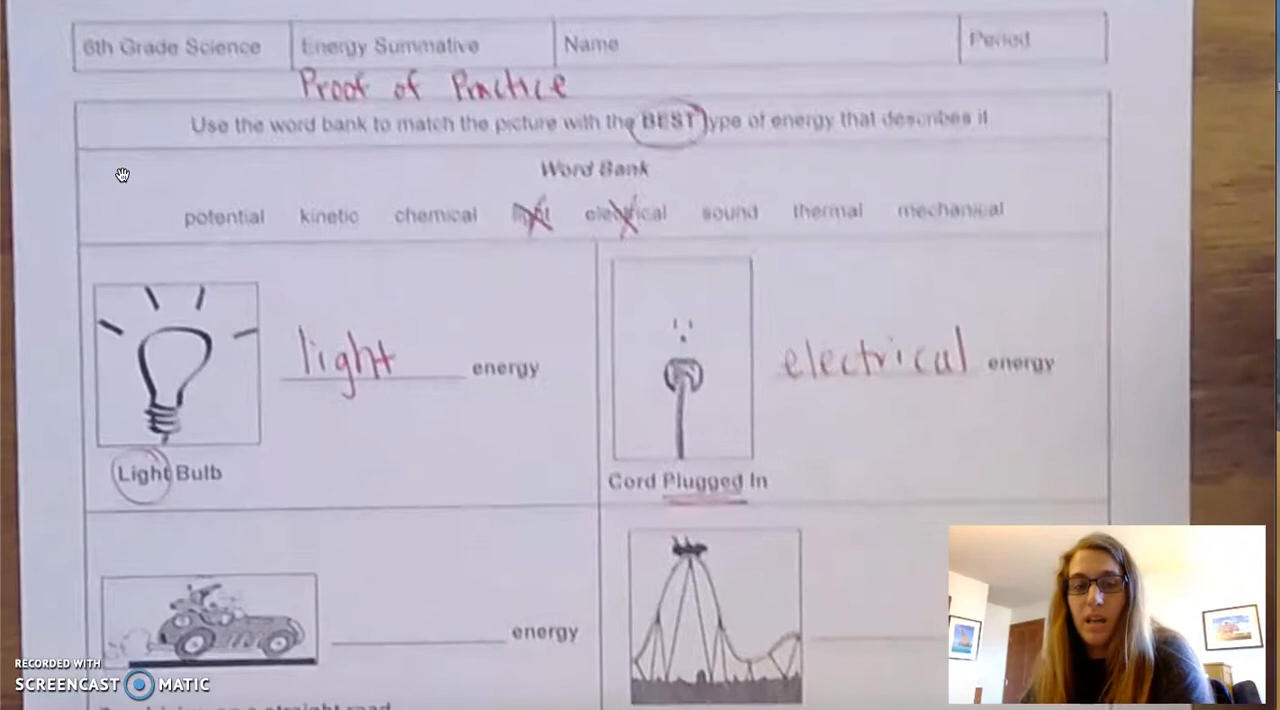 6th Grade Science Energy Summative Name Period
Proof of Practice
Use the word bank to match the picture with the BEST type of energy that describes it
Word Bank
potential kinetic chemical light electrical sound thermal mechanical
light energy
electrical energy
Light Bulb
Cord Plugged In
energy
RECORDED WITH
SCREENCAST MATIC